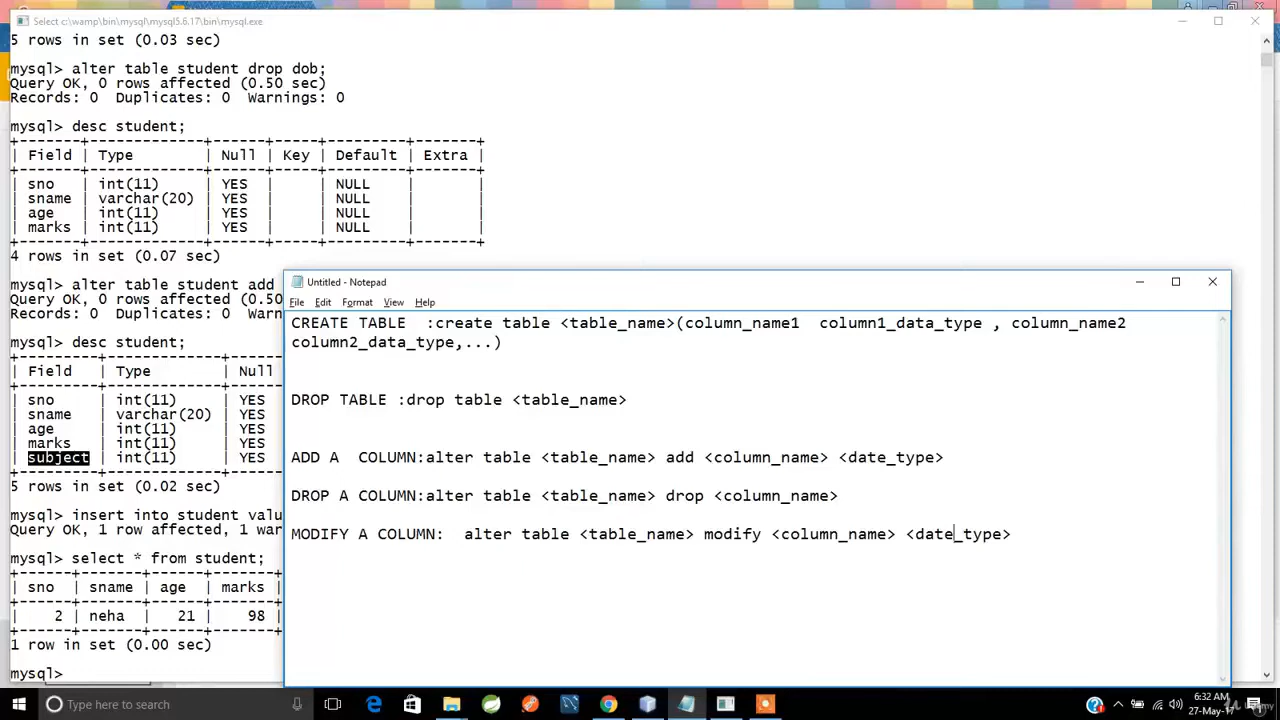 Select c:\wamp\bin\mysql\mysql5.6.17\bin\mysql.exe
5 rows in set (0.03 sec)
mysql> alter table student drop dob;
Query OK, 0 rows affected (0.50 sec)
Records: 0  Duplicates: 0  Warnings: 0
mysql> desc student;
+-------+-------------+------+-----+---------+-------+
| Field | Type        | Null | Key | Default | Extra |
+-------+-------------+------+-----+---------+-------+
| sno   | int(11)     | YES  |     | NULL    |       |
| sname | varchar(20) | YES  |     | NULL    |       |
| age   | int(11)     | YES  |     | NULL    |       |
| marks | int(11)     | YES  |     | NULL    |       |
+-------+-------------+------+-----+---------+-------+
4 rows in set (0.07 sec)
mysql> alter table student add
Query OK, 0 rows affected (0.50
Records: 0  Duplicates: 0  War
mysql> desc student;
| Field   | Type        | Null
| sno     | int(11)     | YES
| sname   | varchar(20) | YES
| age     | int(11)     | YES
| marks   | int(11)     | YES
| subject | int(11)     | YES
5 rows in set (0.02 sec)
mysql> insert into student valu
Query OK, 1 row affected, 1 war
mysql> select * from student;
| sno  | sname | age  | marks |
|    2 | neha  |   21 |    98 |
1 row in set (0.00 sec)
mysql>
Untitled - Notepad
File Edit Format View Help
CREATE TABLE  :create table <table_name>(column_name1  column1_data_type , column_name2
column2_data_type,...)
DROP TABLE :drop table <table_name>
ADD A  COLUMN:alter table <table_name> add <column_name> <date_type>
DROP A COLUMN:alter table <table_name> drop <column_name>
MODIFY A COLUMN:  alter table <table_name> modify <column_name> <date_type>
Type here to search
6:32 AM
27-May-17